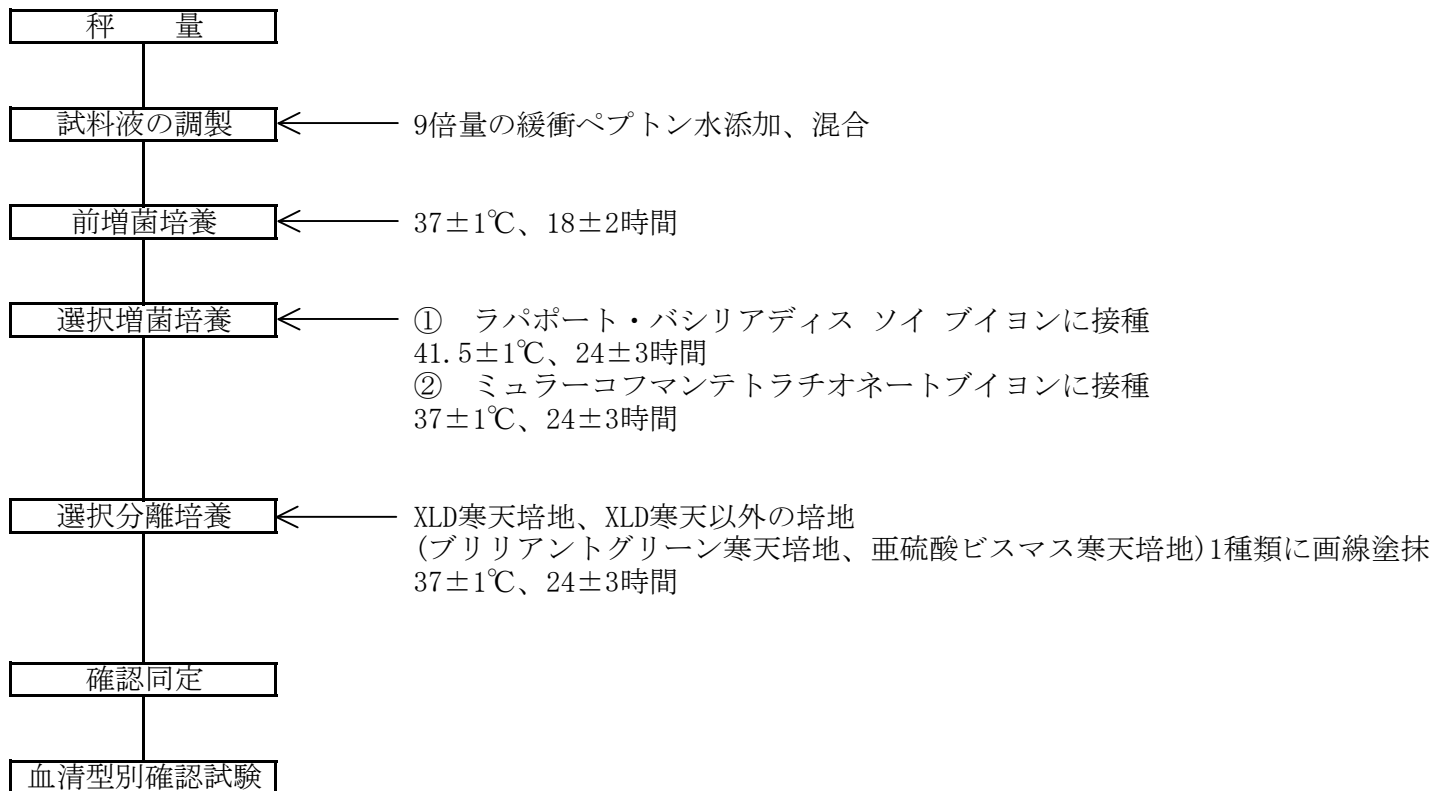 秤　　量
試料液の調製
9倍量の緩衝ペプトン水添加、混合
前増菌培養
37±1℃、18±2時間
選択増菌培養
①　ラパポート・バシリアディス ソイ ブイヨンに接種
41.5±1℃、24±3時間
②　ミュラーコフマンテトラチオネートブイヨンに接種
37±1℃、24±3時間
選択分離培養
XLD寒天培地、XLD寒天以外の培地
(ブリリアントグリーン寒天培地、亜硫酸ビスマス寒天培地)1種類に画線塗抹
37±1℃、24±3時間
確認同定
血清型別確認試験